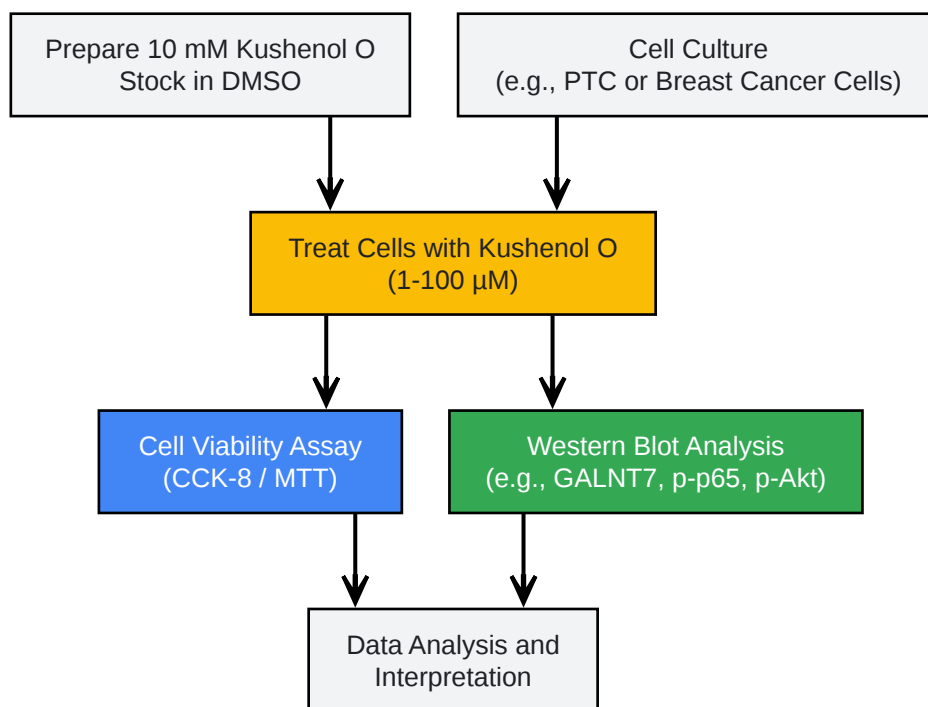 Prepare 10 mM Kushenol O
Stock in DMSO
Cell Culture
(e.g., PTC or Breast Cancer Cells)
Treat Cells with Kushenol O
(1-100 µM)
Cell Viability Assay
(CCK-8 / MTT)
Western Blot Analysis
(e.g., GALNT7, p-p65, p-Akt)
Data Analysis and
Interpretation